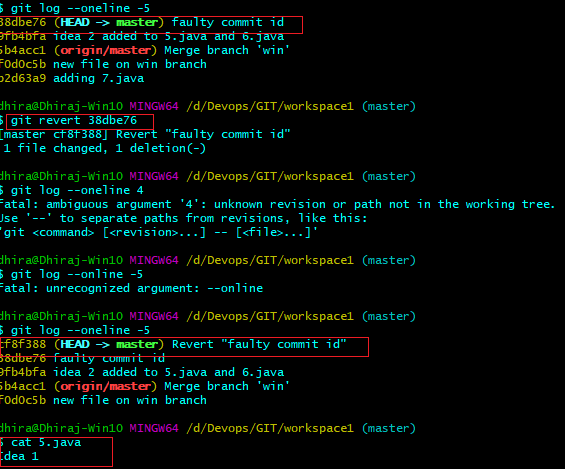 $ git log --oneline -5
38dbe76 (HEAD -> master) faulty commit id
9fb4bfa idea 2 added to 5.java and 6.java
5b4acc1 (origin/master) Merge branch 'win'
f0d0c5b new file on win branch
b2d63a9 adding 7.java
dhira@Dhiraj-Win10 MINGW64 /d/Devops/GIT/workspace1 (master)
$ git revert 38dbe76
[master cf8f388] Revert "faulty commit id"
1 file changed, 1 deletion(-)
dhira@Dhiraj-Win10 MINGW64 /d/Devops/GIT/workspace1 (master)
$ git log --oneline 4
fatal: ambiguous argument '4': unknown revision or path not in the working tree.
Use '--' to separate paths from revisions, like this:
'git <command> [<revision>...] -- [<file>...]'
dhira@Dhiraj-Win10 MINGW64 /d/Devops/GIT/workspace1 (master)
$ git log --online -5
fatal: unrecognized argument: --online
dhira@Dhiraj-Win10 MINGW64 /d/Devops/GIT/workspace1 (master)
$ git log --oneline -5
cf8f388 (HEAD -> master) Revert "faulty commit id"
38dbe76 faulty commit id
9fb4bfa idea 2 added to 5.java and 6.java
5b4acc1 (origin/master) Merge branch 'win'
f0d0c5b new file on win branch
dhira@Dhiraj-Win10 MINGW64 /d/Devops/GIT/workspace1 (master)
$ cat 5.java
Idea 1